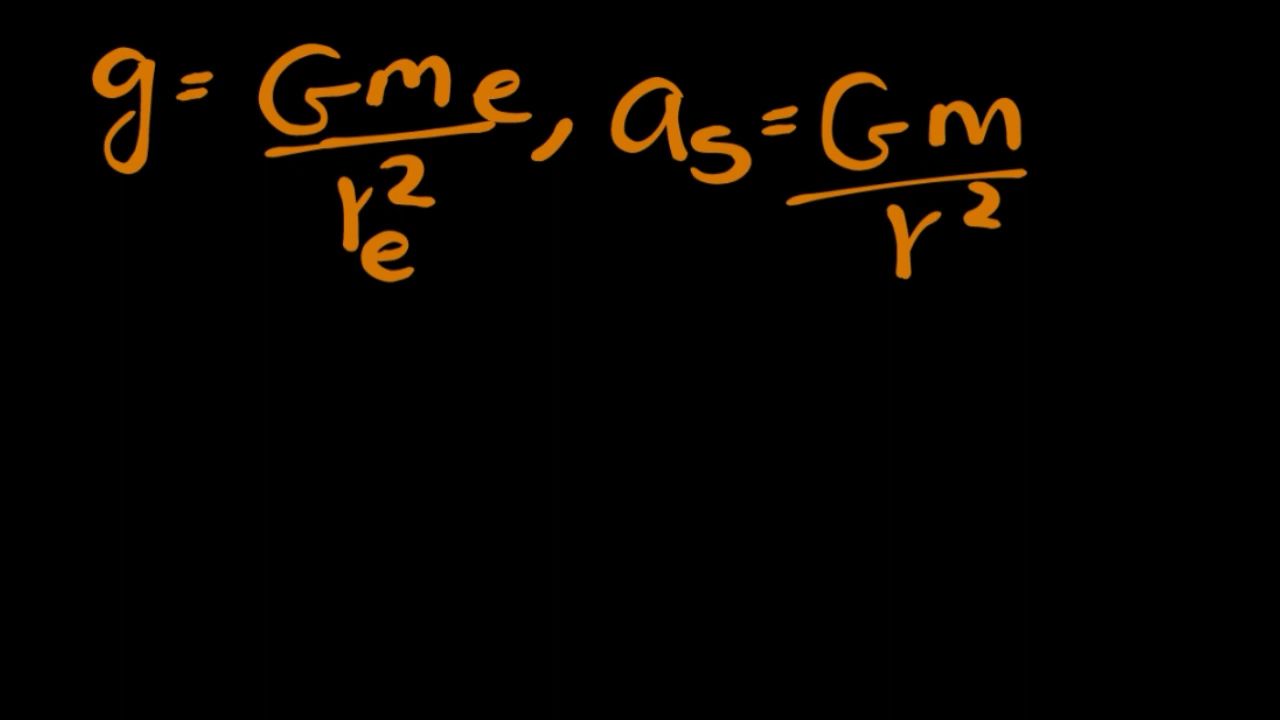 g = Gme/re², as = Gm/r²